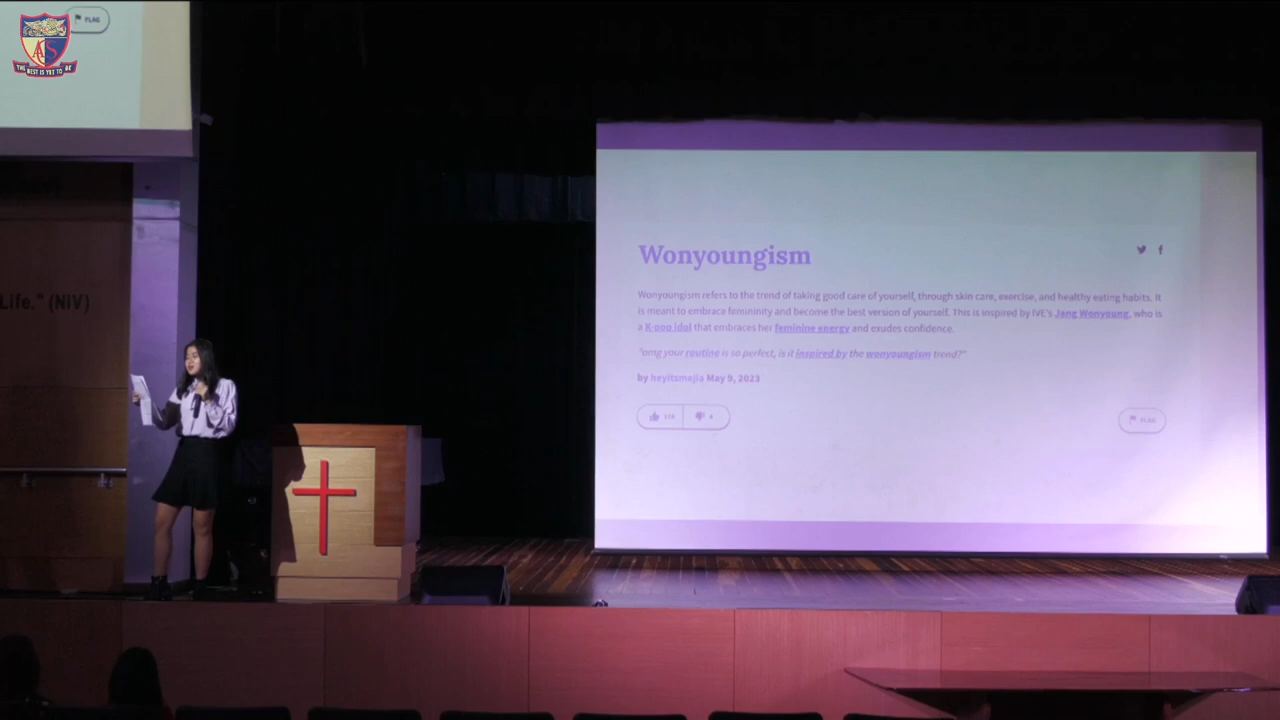 FLAG
ACS
THE BEST IS YET TO BE
Life." (NIV)
Wonyoungism
Wonyoungism refers to the trend of taking good care of yourself, through skin care, exercise, and healthy eating habits. It
is meant to embrace femininity and become the best version of yourself. This is inspired by IVE's Jang Wonyoung, who is
a K-pop idol that embraces her feminine energy and exudes confidence.
"omg your routine is so perfect, is it inspired by the wonyoungism trend?"
by heyitsmajia May 9, 2023
FLAG